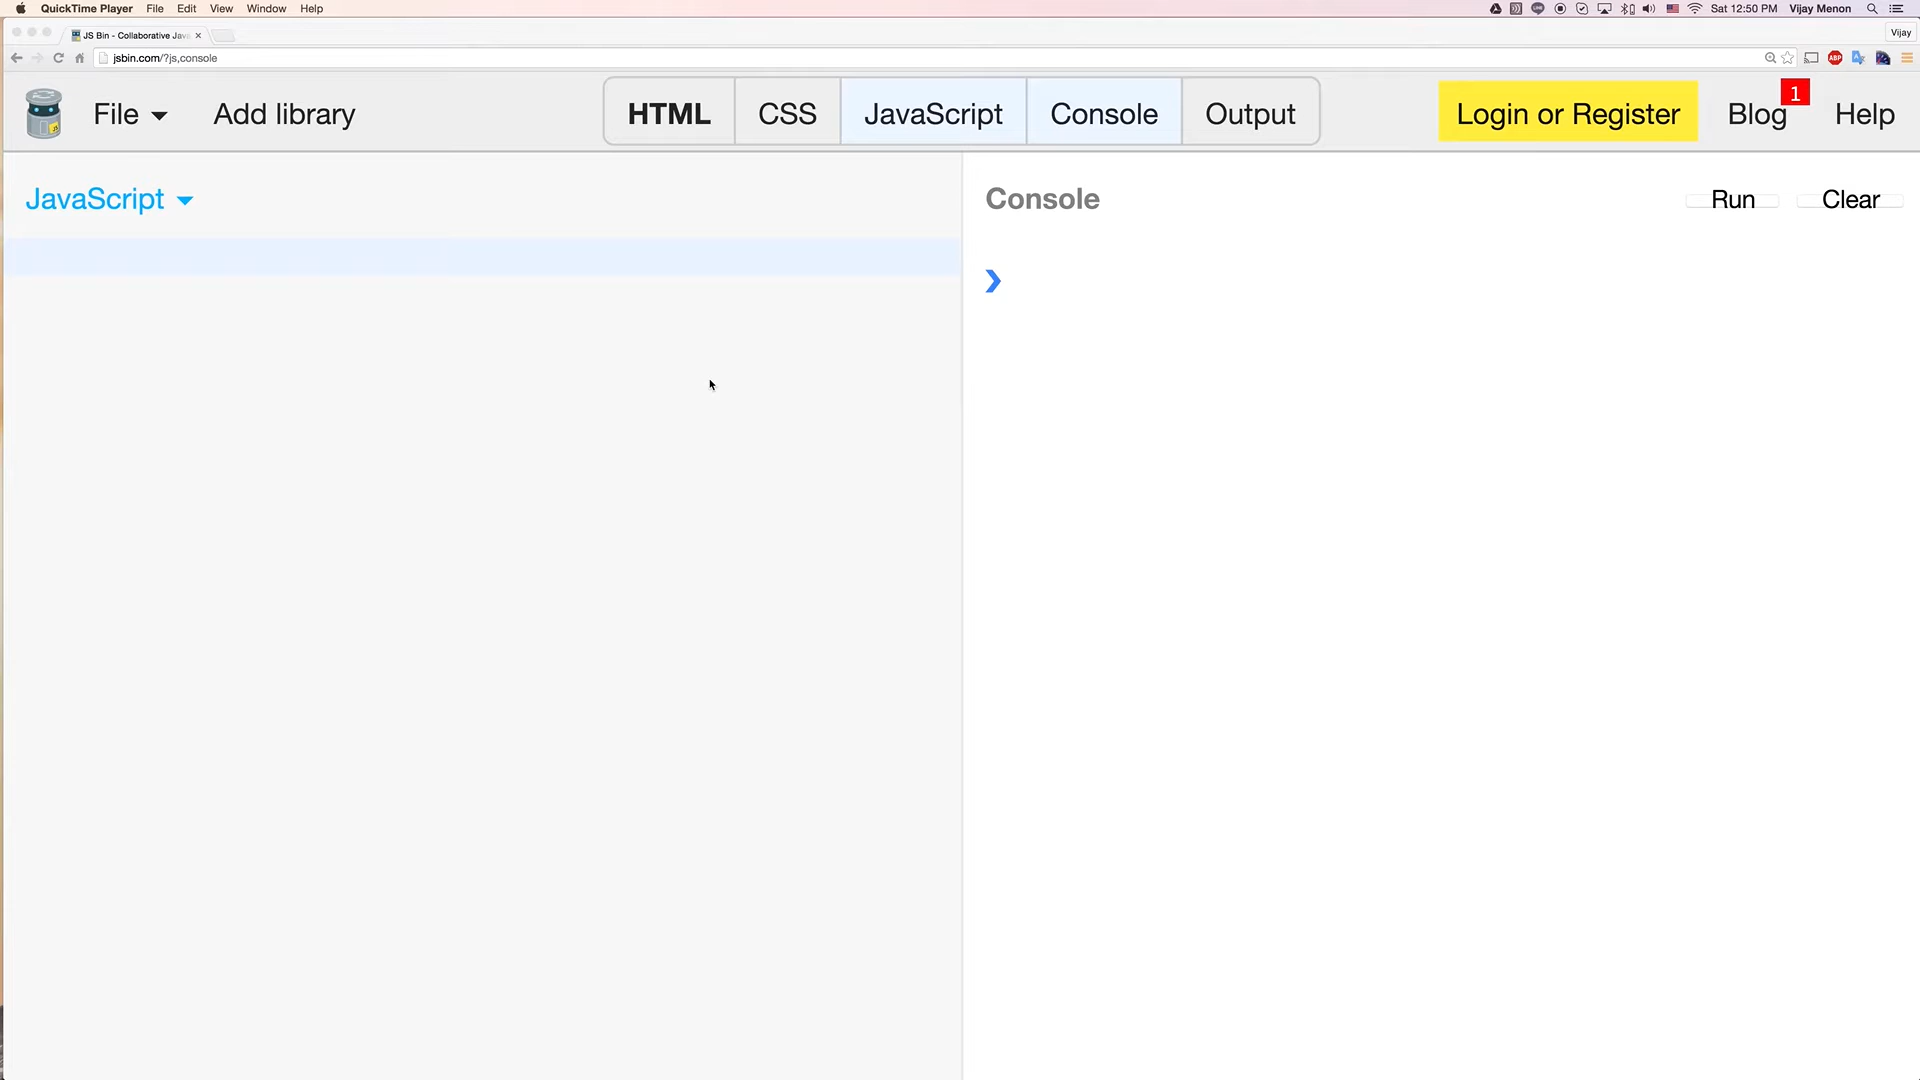 QuickTime Player File Edit View Window Help Sat 12:50 PM Vijay Menon
JS Bin - Collaborative Java Vijay
jsbin.com/?js,console ABP
File Add library HTML CSS JavaScript Console Output Login or Register Blog 1 Help
JavaScript Console Run Clear